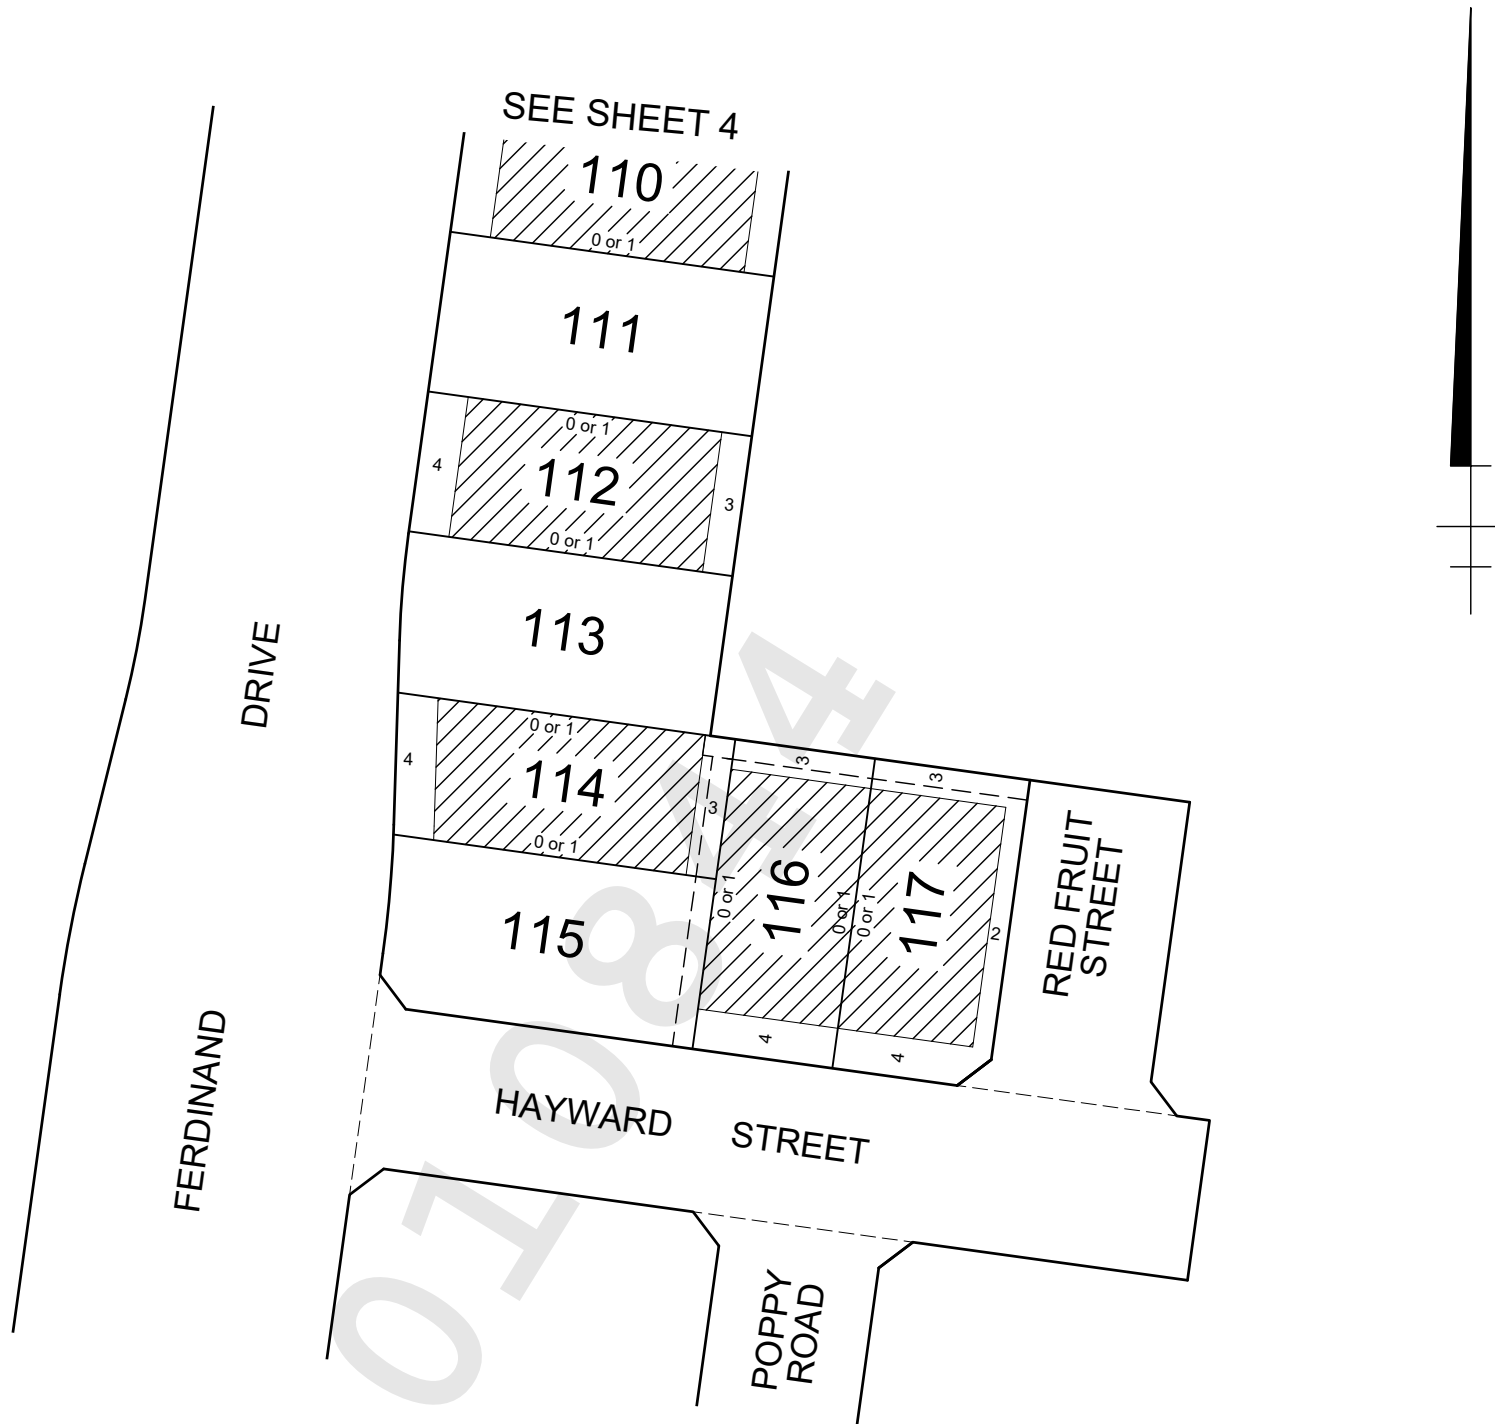 SEE SHEET 4
110
0 or 1
111
0 or 1
112
4
3
0 or 1
113
0 or 1
114
4
3
0 or 1
115
3
3
0 or 1
116
0 or 1
0 or 1
117
2
4
4
RED FRUIT
STREET
DRIVE
FERDINAND
HAYWARD STREET
POPPY
ROAD
010844